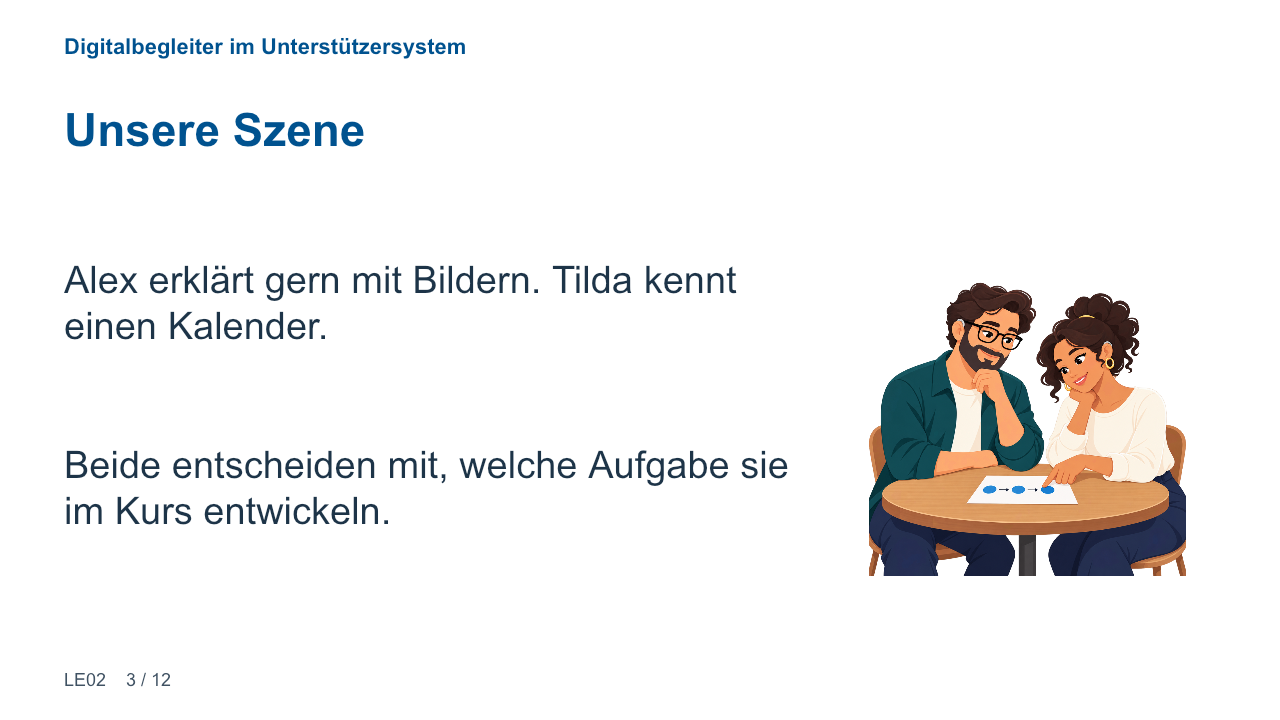 Digitalbegleiter im Unterstützersystem
Unsere Szene
Alex erklärt gern mit Bildern. Tilda kennt
einen Kalender.
Beide entscheiden mit, welche Aufgabe sie
im Kurs entwickeln.
LE02 3 / 12